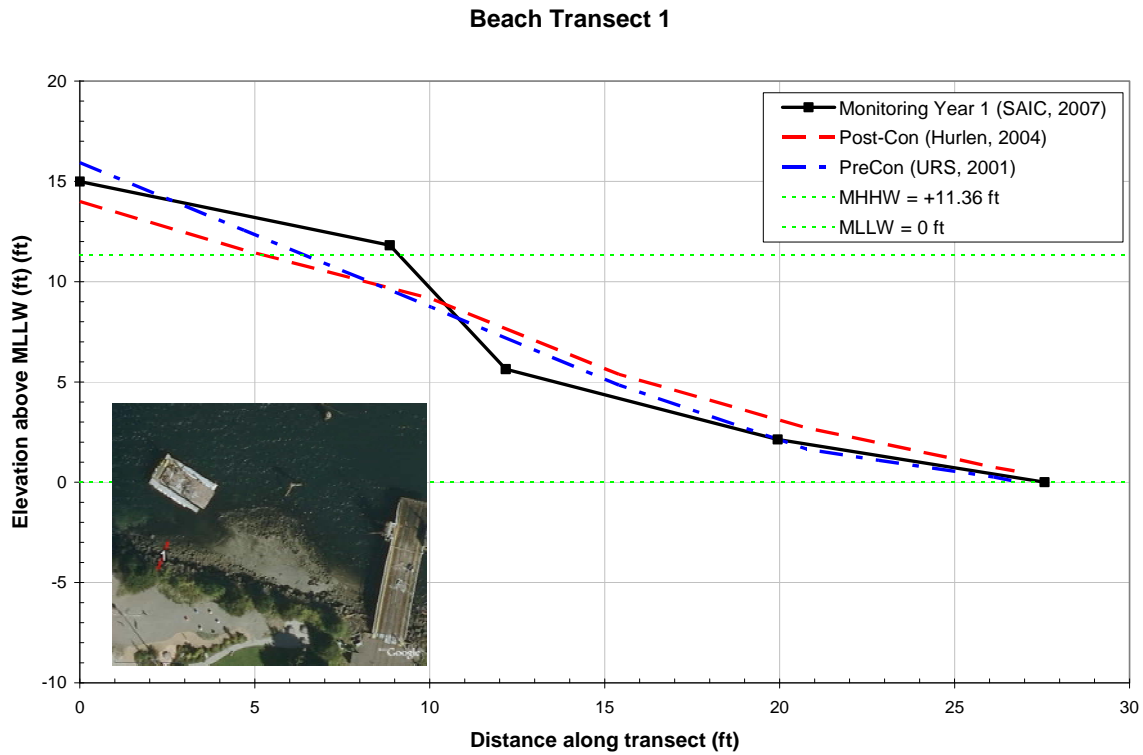 Beach Transect 1
Elevation above MLLW (ft) (ft)
20
15
10
5
0
-5
-10
Monitoring Year 1 (SAIC, 2007)
Post-Con (Hurlen, 2004)
PreCon (URS, 2001)
MHHW = +11.36 ft
MLLW = 0 ft
1
Google
0
5
10
15
20
25
30
Distance along transect (ft)